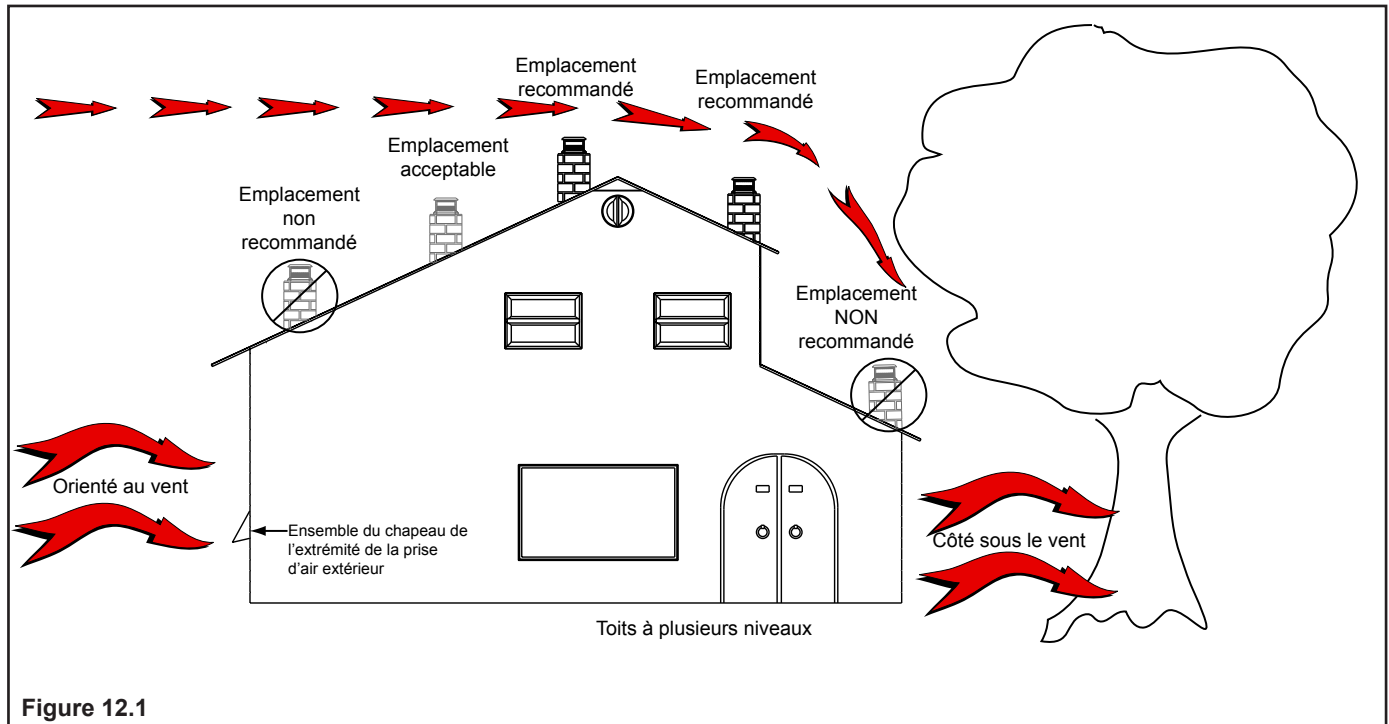 Emplacement
recommandé
Emplacement
recommandé
Emplacement
acceptable
Emplacement
non
recommandé
Emplacement
NON
recommandé
Orienté au vent
Ensemble du chapeau de
l'extrémité de la prise
d'air extérieur
Côté sous le vent
Toits à plusieurs niveaux
Figure 12.1